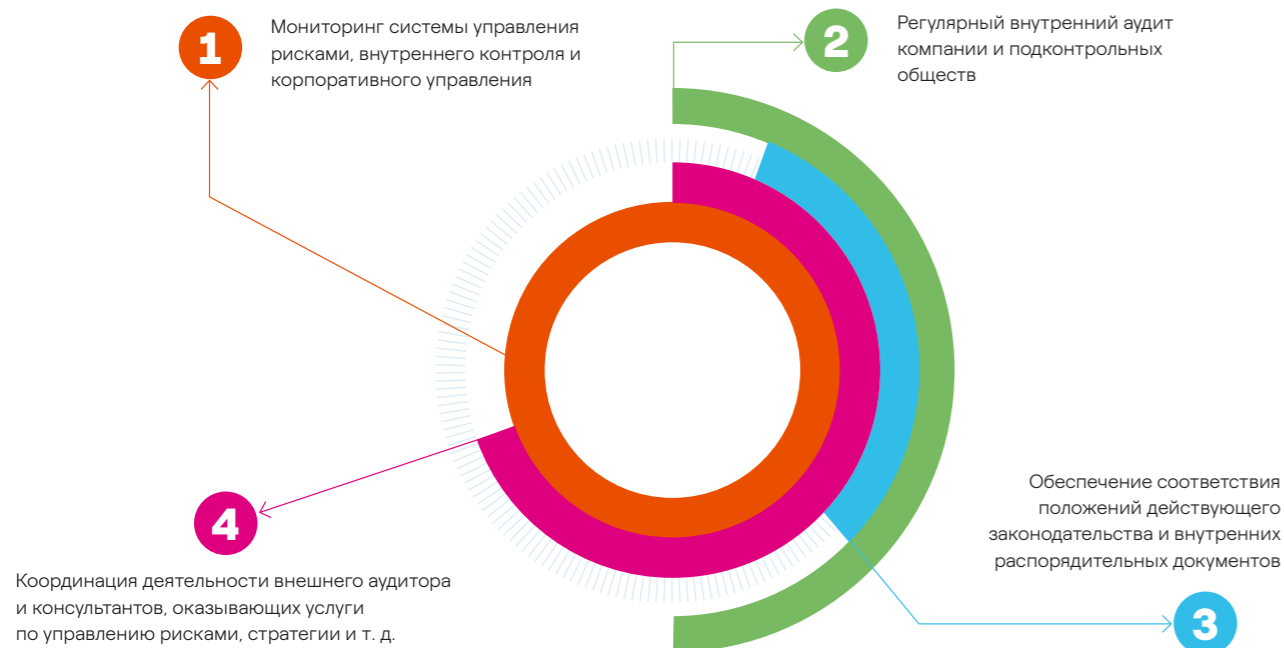 1
Мониторинг системы управления
рисками, внутреннего контроля и
корпоративного управления
2
Регулярный внутренний аудит
компании и подконтрольных
обществ
Обеспечение соответствия
положений действующего
законодательства и внутренних
распорядительных документов
3
4
Координация деятельности внешнего аудитора
и консультантов, оказывающих услуги
по управлению рисками, стратегии и т. д.